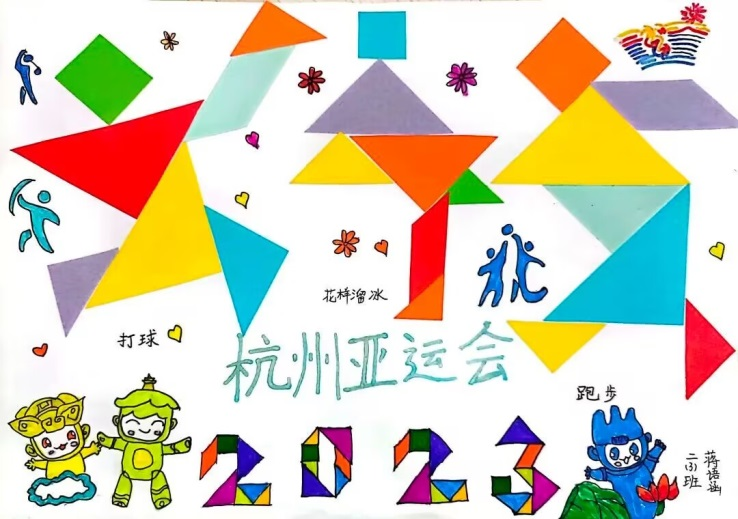 花样溜冰
打球
杭州亚运会
跑步
2023
二(3)班
蒋语涵